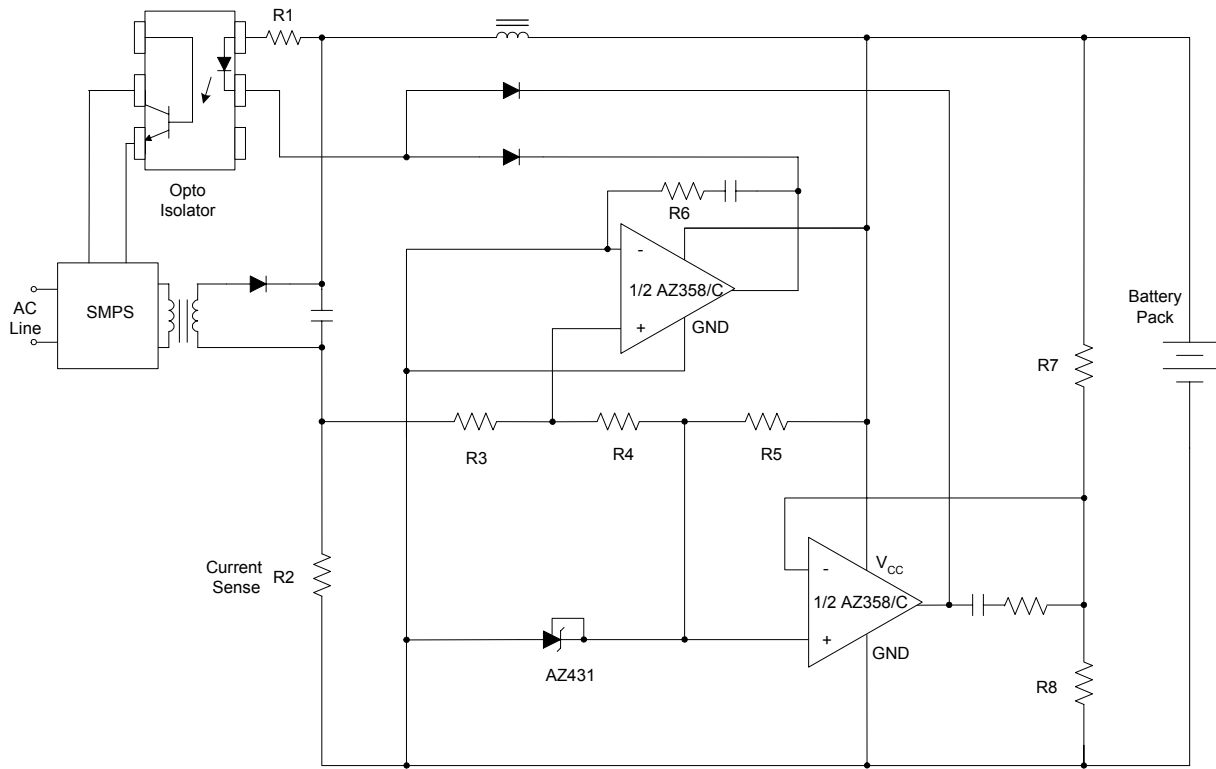 R1
Opto
Isolator
R6
-
1/2 AZ358/C
+
GND
AC
Line
SMPS
Battery
Pack
R7
R3
R4
R5
Current
Sense
R2
VCC
-
1/2 AZ358/C
+
GND
AZ431
R8